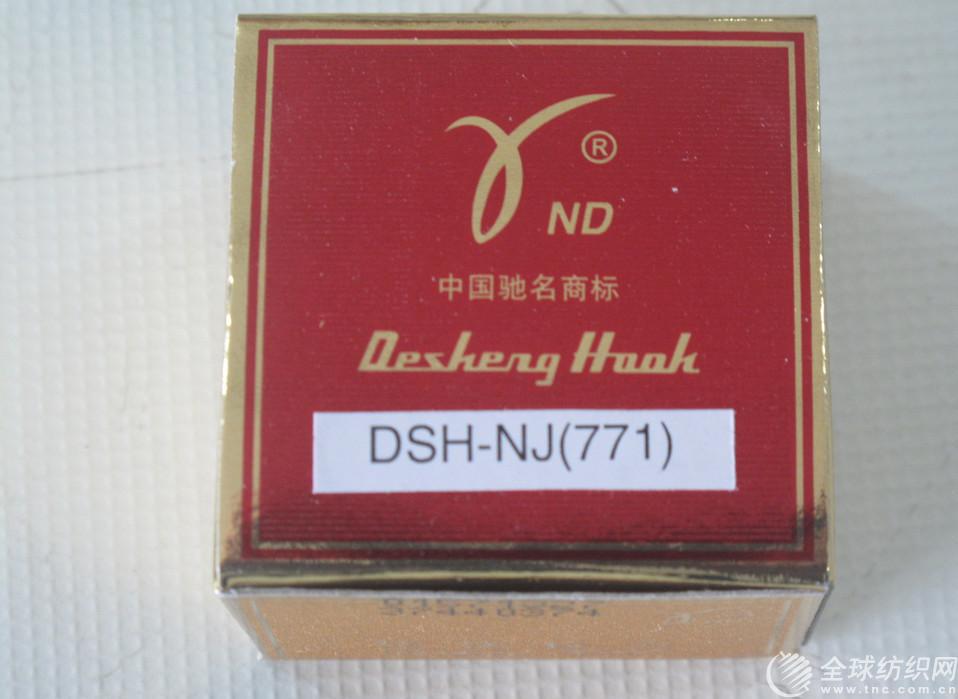 ®
ND
中国驰名商标
Desheng Hook
DSH-NJ(771)
全球纺织网
www.tnc.com.cn